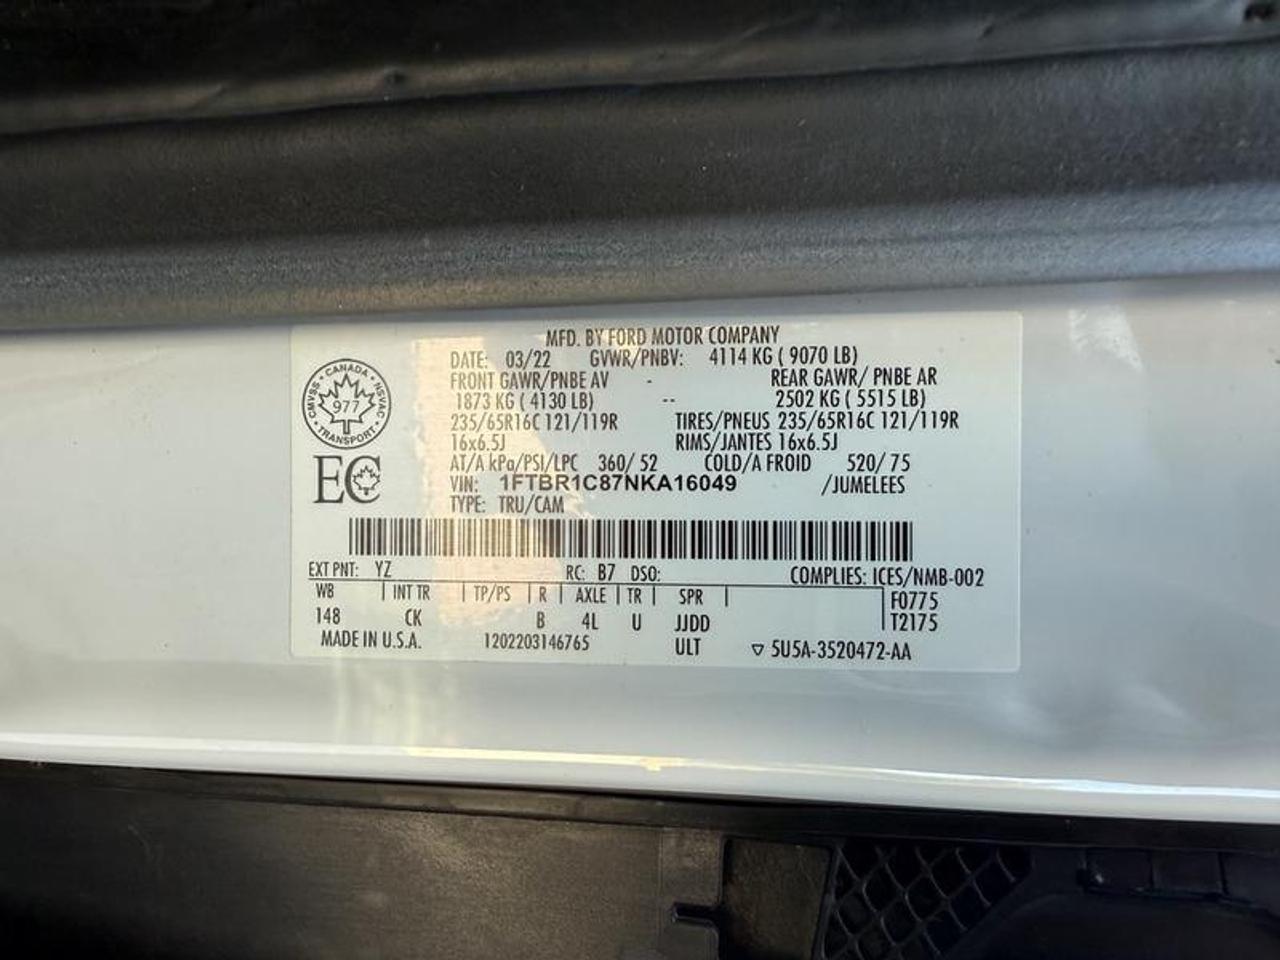 MFD. BY FORD MOTOR COMPANY
DATE: 03/22 GVWR/PNBV: 4114 KG ( 9070 LB)
FRONT GAWR/PNBE AV - REAR GAWR/ PNBE AR
1873 KG ( 4130 LB) -- 2502 KG ( 5515 LB)
235/65R16C 121/119R TIRES/PNEUS 235/65R16C 121/119R
16x6.5J RIMS/JANTES 16x6.5J
AT/A kPa/PSI/LPC 360/ 52 COLD/A FROID 520/ 75
VIN: 1FTBR1C87NKA16049 /JUMELEES
TYPE: TRU/CAM
CANADA
CMVSS NSVAC
977
TRANSPORT
EC
EXT PNT: YZ RC: B7 DSO: COMPLIES: ICES/NMB-002
WB | INT TR | TP/PS | R | AXLE | TR | SPR | F0775
148 CK B 4L U JJDD T2175
MADE IN U.S.A. 1202203146765 ULT ▽ 5U5A-3520472-AA